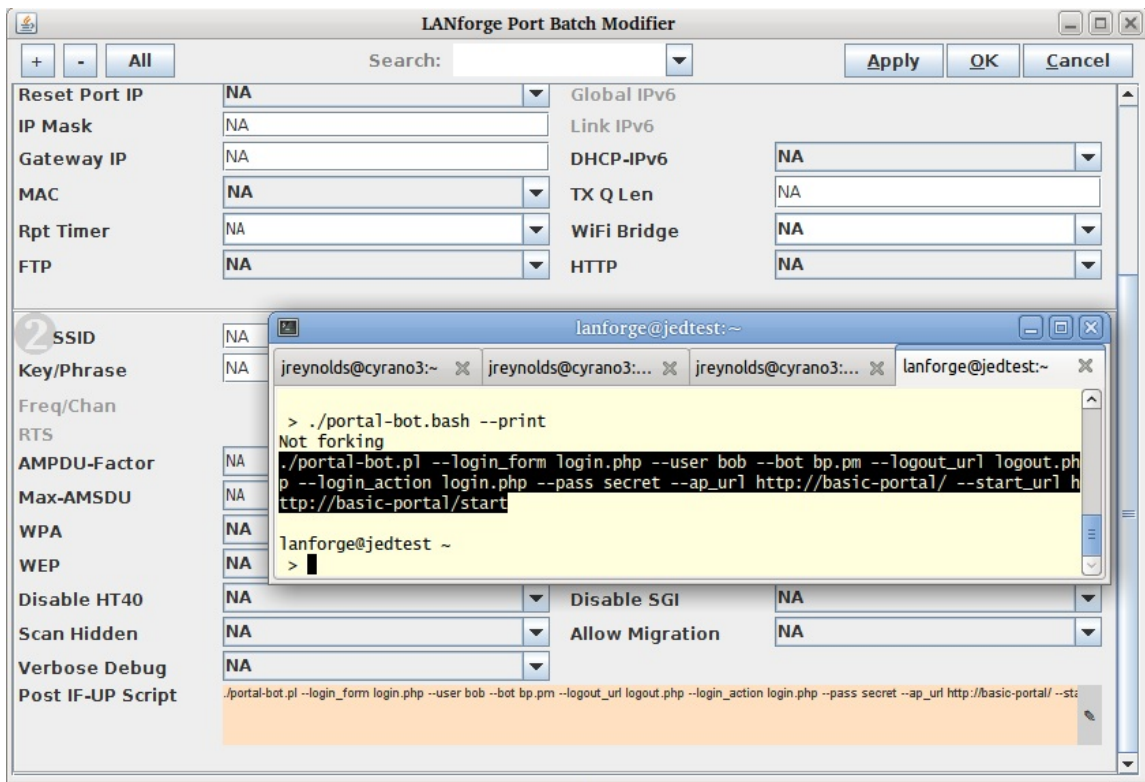 LANforge Port Batch Modifier
+ - All Search: Apply OK Cancel
Reset Port IP NA Global IPv6
IP Mask NA Link IPv6
Gateway IP NA DHCP-IPv6 NA
MAC NA TX Q Len NA
Rpt Timer NA WiFi Bridge NA
FTP NA HTTP NA
2 SSID NA
Key/Phrase NA
Freq/Chan
RTS
AMPDU-Factor NA
Max-AMSDU NA
WPA NA
WEP NA
lanforge@jedtest:~
jreynolds@cyrano3:~ jreynolds@cyrano3:... jreynolds@cyrano3:... lanforge@jedtest:~
> ./portal-bot.bash --print
Not forking
./portal-bot.pl --login_form login.php --user bob --bot bp.pm --logout_url logout.ph
p --login_action login.php --pass secret --ap_url http://basic-portal/ --start_url h
ttp://basic-portal/start
lanforge@jedtest ~
>
Disable HT40 NA Disable SGI NA
Scan Hidden NA Allow Migration NA
Verbose Debug NA
Post IF-UP Script ./portal-bot.pl --login_form login.php --user bob --bot bp.pm --logout_url logout.php --login_action login.php --pass secret --ap_url http://basic-portal/ --sta